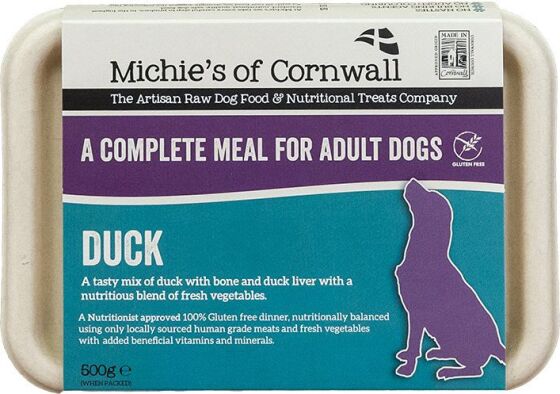 Michie's of Cornwall
MADE IN
Cornwall
APPROVED ORIGIN
The Artisan Raw Dog Food & Nutritional Treats Company
A COMPLETE MEAL FOR ADULT DOGS
GLUTEN FREE
DUCK
A tasty mix of duck with bone and duck liver with a
nutritious blend of fresh vegetables.
A Nutritionist approved 100% Gluten free dinner, nutritionally balanced
using only locally sourced human grade meats and fresh vegetables
with added beneficial vitamins and minerals.
500g ℮
(WHEN PACKED)